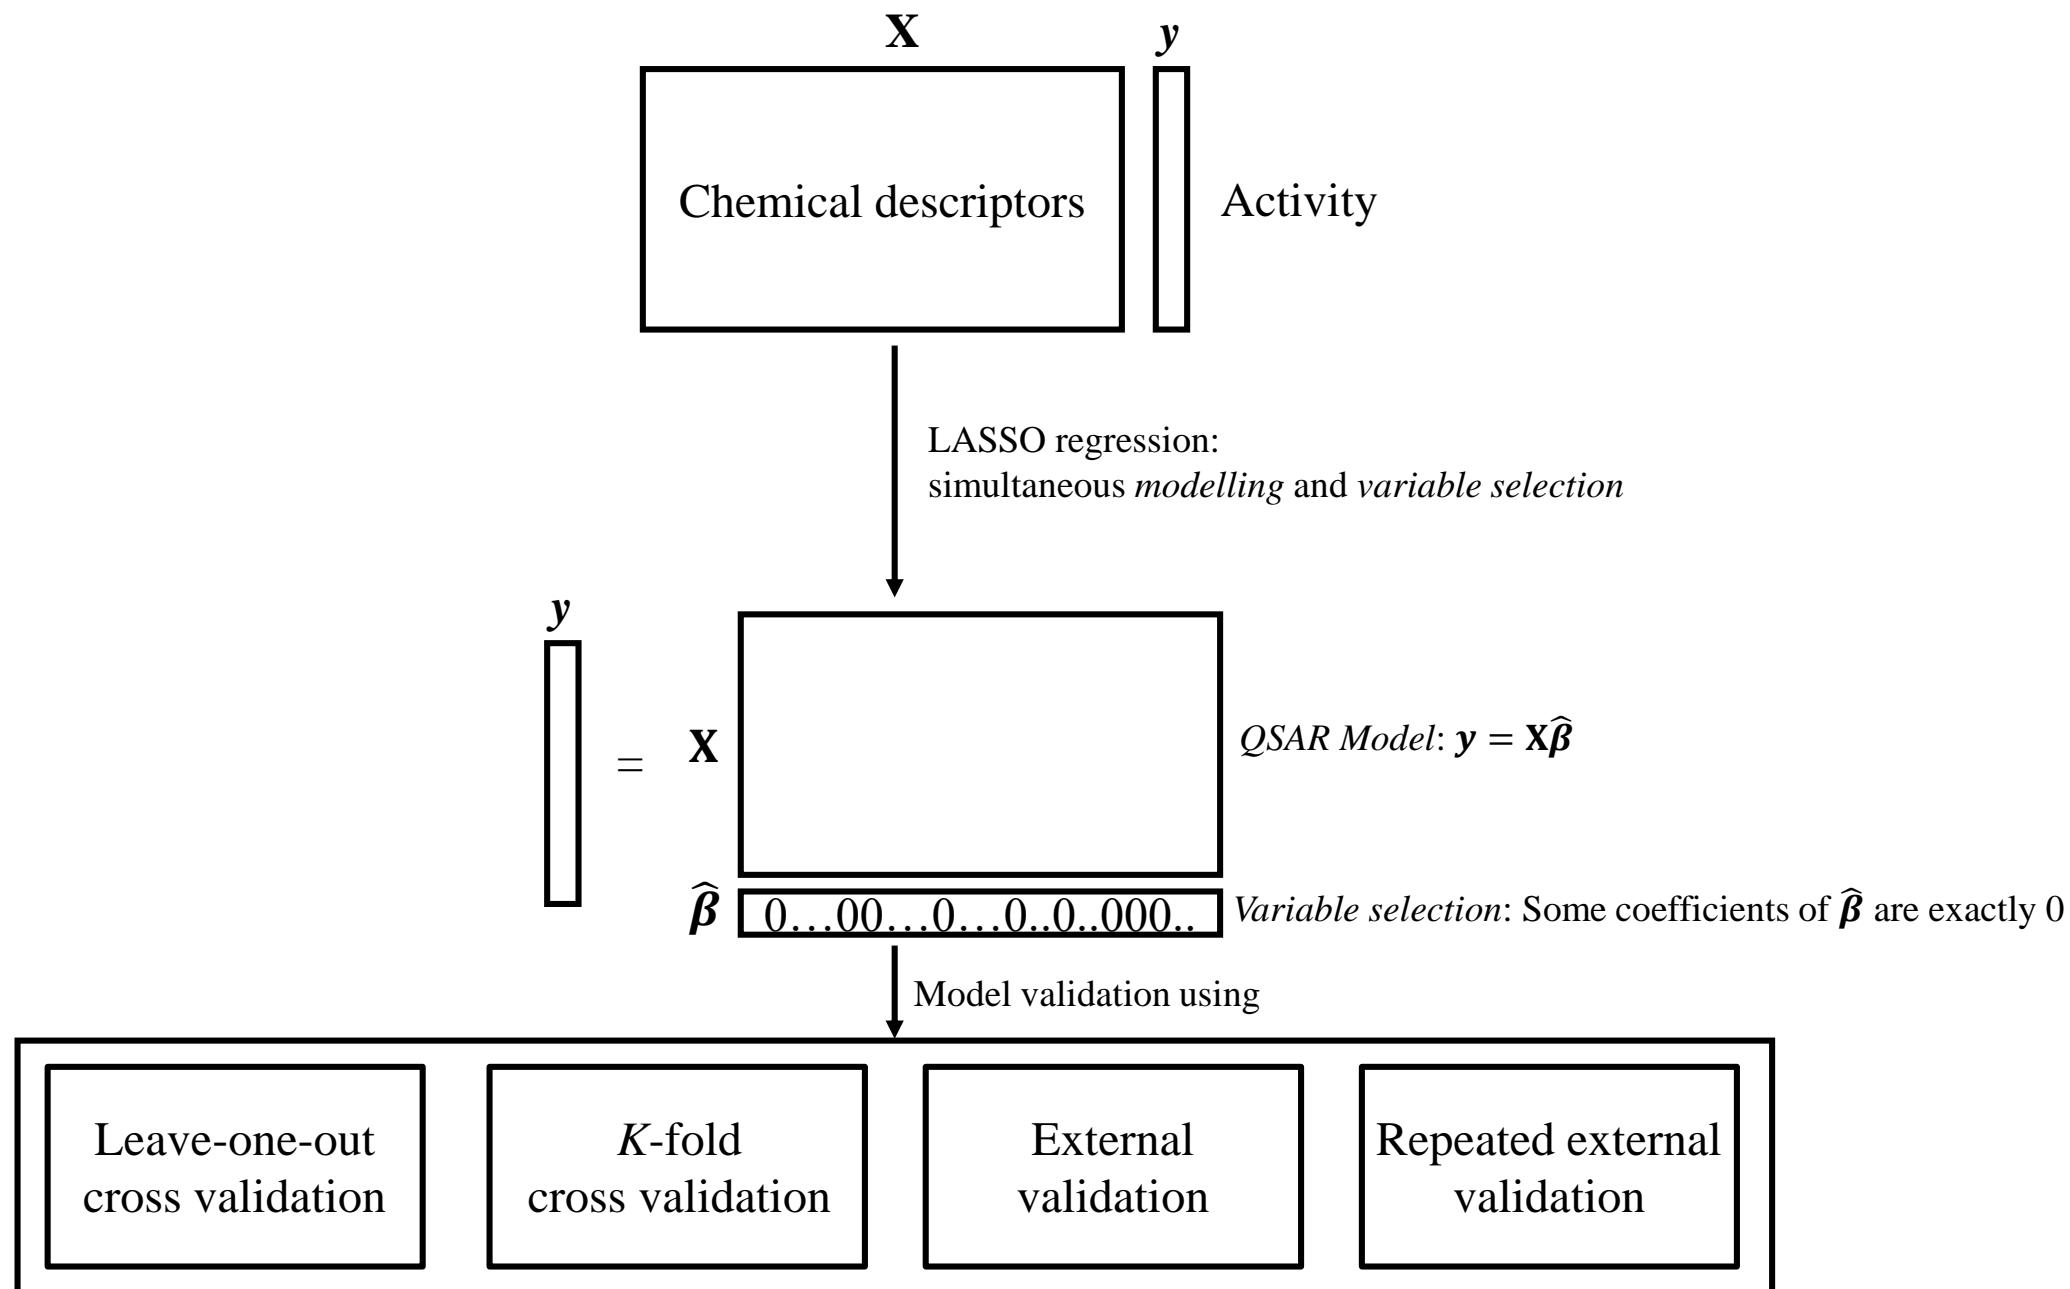 X
y
Chemical descriptors
Activity
LASSO regression:
simultaneous modelling and variable selection
y
=
X
QSAR Model: y = Xβ̂
β̂
0…00…0…0..0..000..
Variable selection: Some coefficients of β̂ are exactly 0
Model validation using
Leave-one-out
cross validation
K-fold
cross validation
External
validation
Repeated external
validation